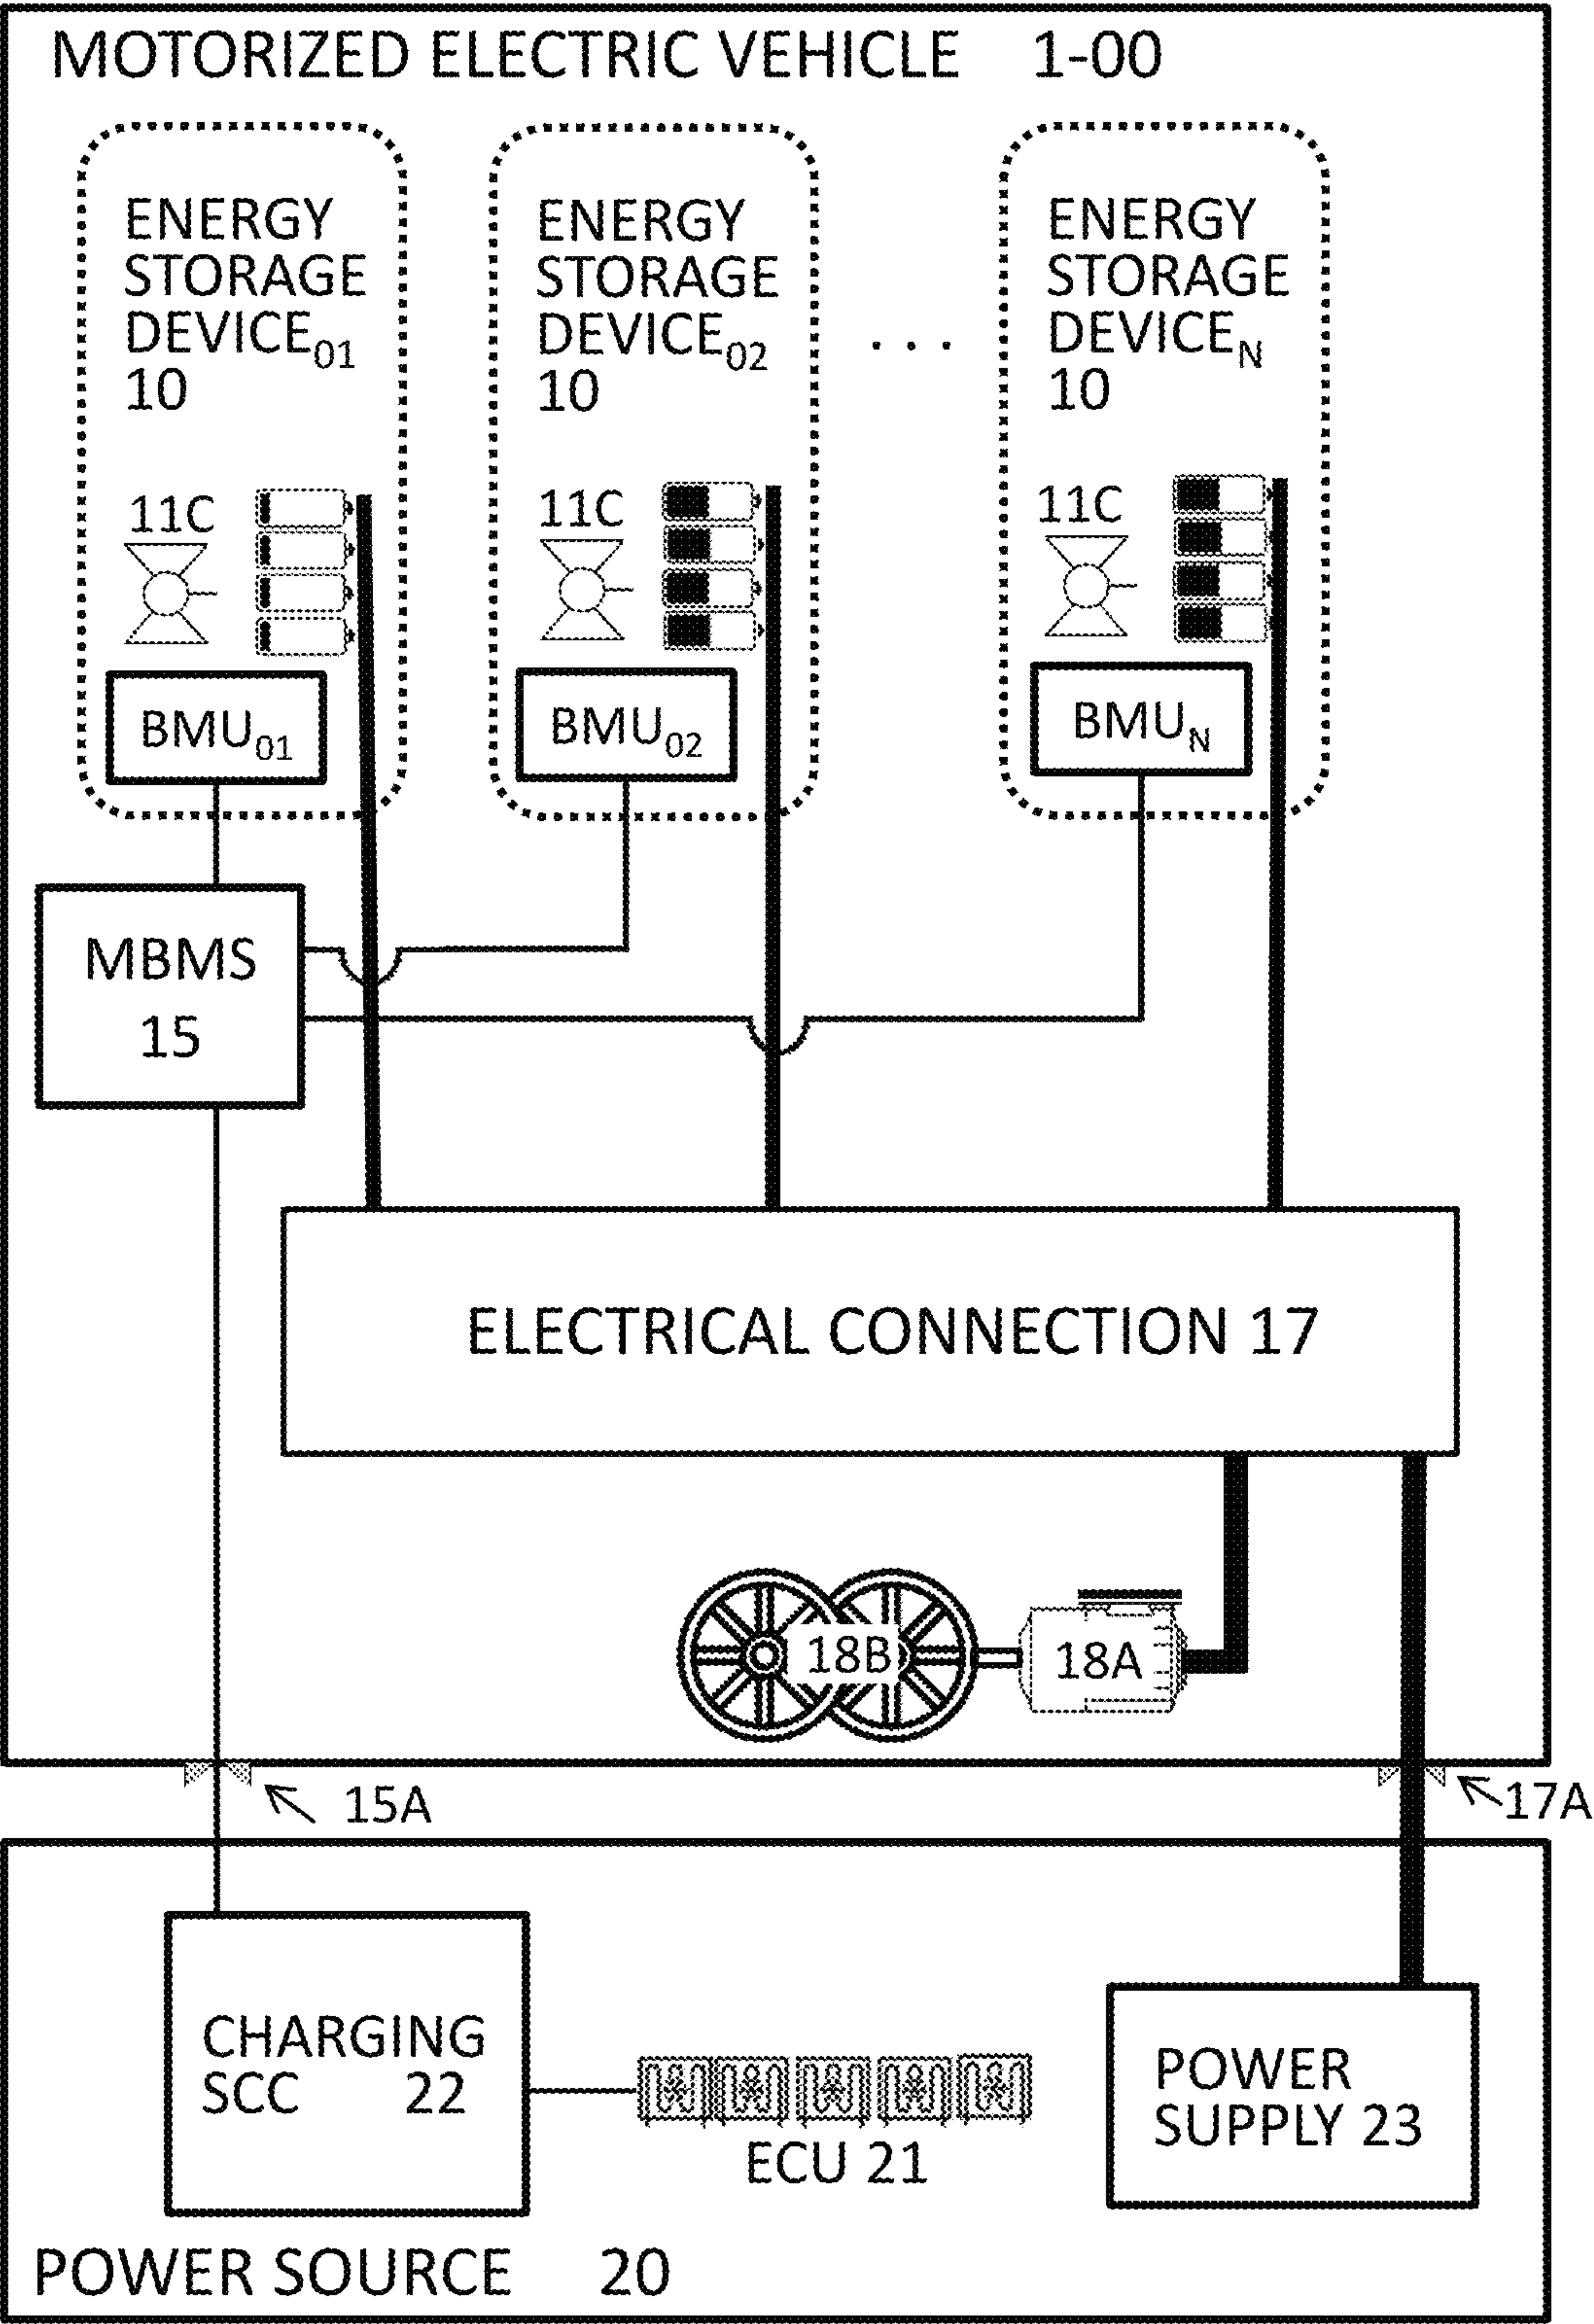 MOTORIZED ELECTRIC VEHICLE 1-00
ENERGY
STORAGE
DEVICE01
10
ENERGY
STORAGE
DEVICE02
10
...
ENERGY
STORAGE
DEVICEN
10
11C
11C
11C
BMU01
BMU02
BMUN
MBMS
15
ELECTRICAL CONNECTION 17
18B
18A
15A
17A
CHARGING
SCC 22
ECU 21
POWER
SUPPLY 23
POWER SOURCE 20